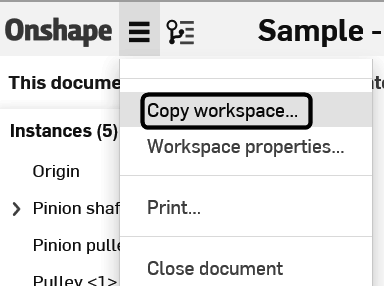 Onshape
Sample -
This docume
Copy workspace...
Instances (5)
Workspace properties...
Origin
Pinion shaf
Print...
Pinion pulle
Close document
Pulley <1>